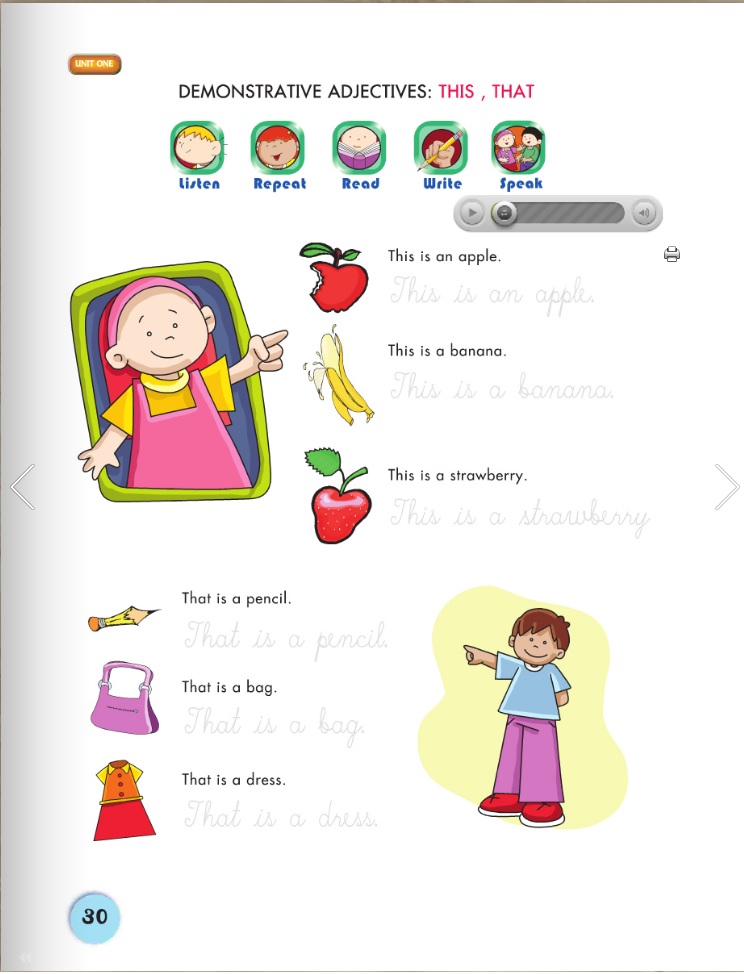 UNIT ONE
DEMONSTRATIVE ADJECTIVES: THIS , THAT
Listen Repeat Read Write Speak
This is an apple.
This is an apple.
This is a banana.
This is a banana.
This is a strawberry.
This is a strawberry
That is a pencil.
That is a pencil.
That is a bag.
That is a bag.
That is a dress.
That is a dress.
30